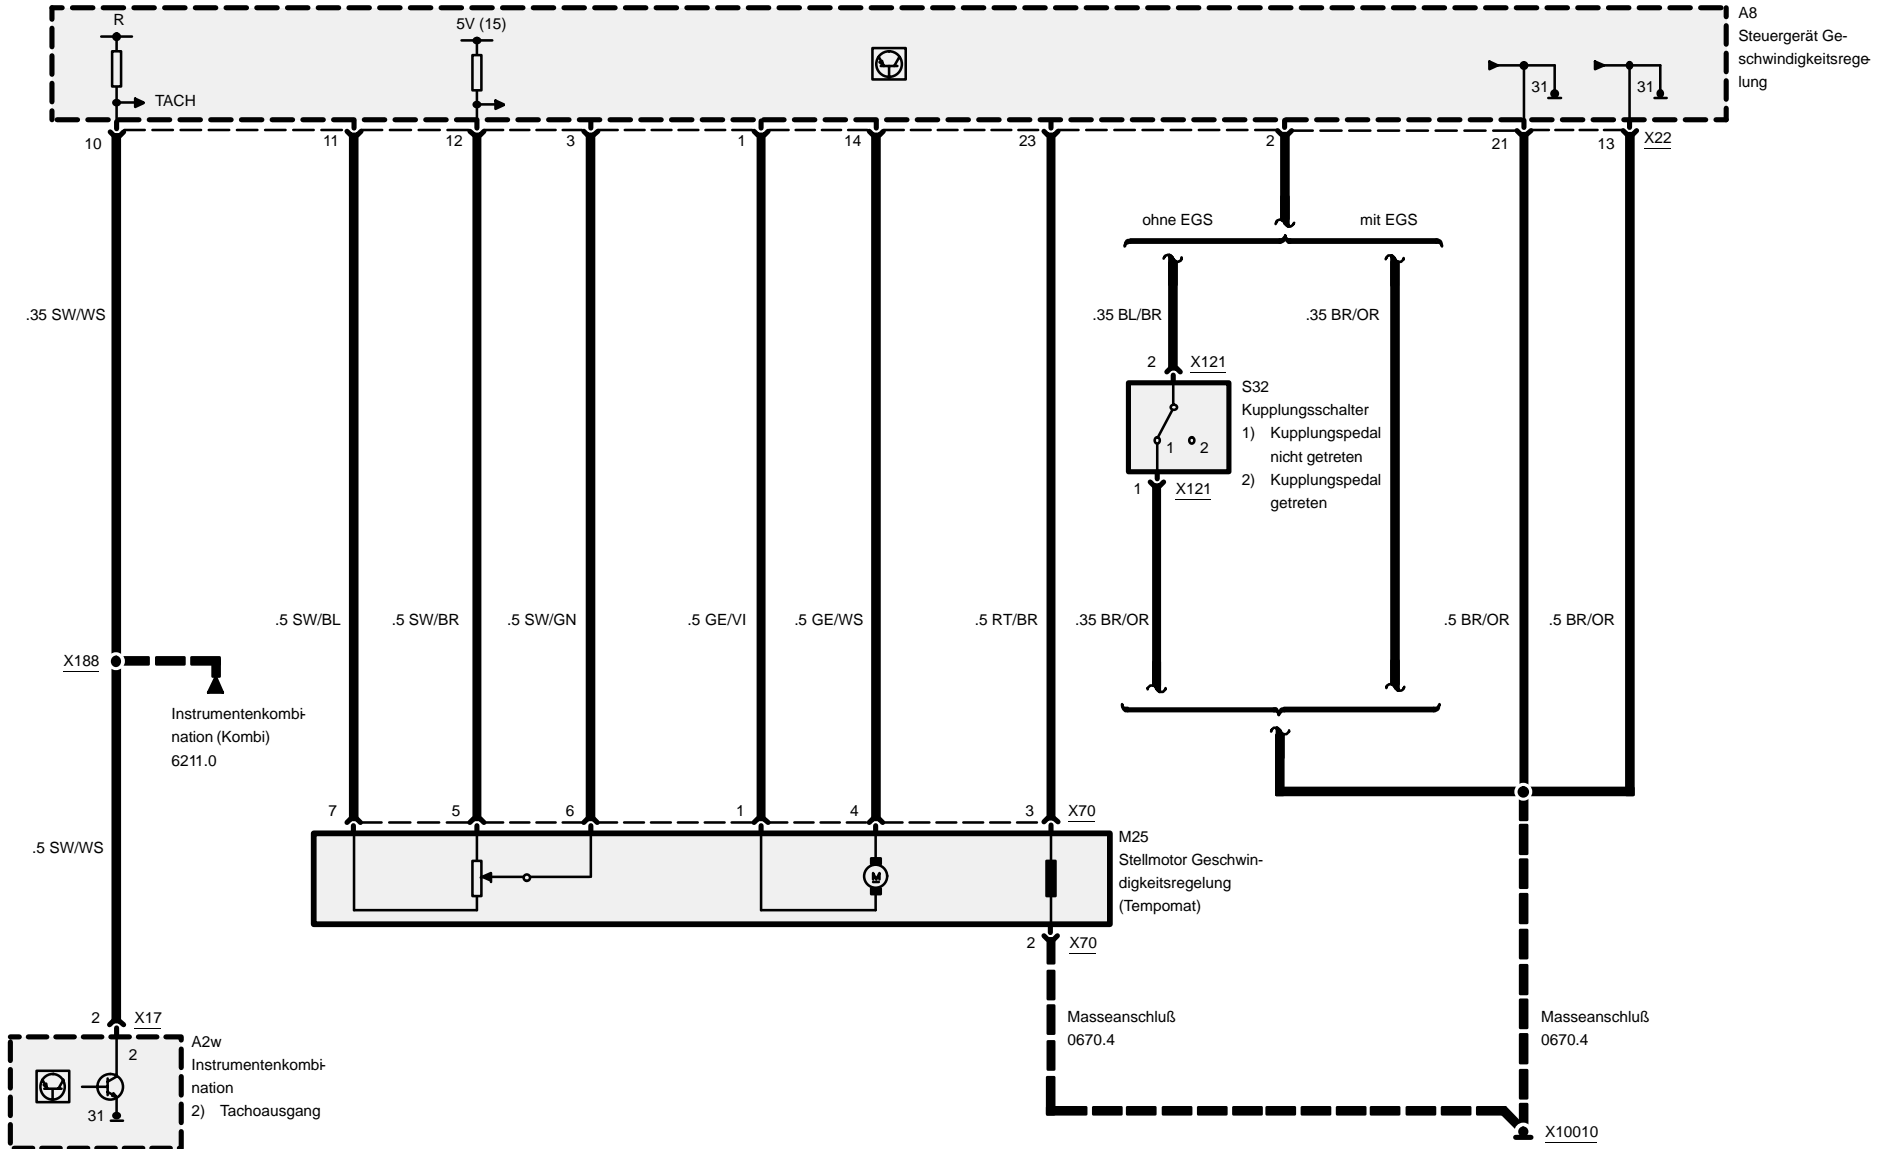 R
5V (15)
A8
Steuergerät Ge-
schwindigkeitsrege-
lung
TACH
31
31
10
11
12
3
1
14
23
2
21
13
X22
ohne EGS
mit EGS
.35 SW/WS
.35 BL/BR
.35 BR/OR
2
X121
S32
Kupplungsschalter
1) Kupplungspedal
nicht getreten
2) Kupplungspedal
getreten
1
2
1
X121
.5 SW/BL
.5 SW/BR
.5 SW/GN
.5 GE/VI
.5 GE/WS
.5 RT/BR
.35 BR/OR
.5 BR/OR
.5 BR/OR
X188
Instrumentenkombi-
nation (Kombi)
6211.0
7
5
6
1
4
3
X70
M25
Stellmotor Geschwin-
digkeitsregelung
(Tempomat)
M
.5 SW/WS
2
X70
Masseanschluß
0670.4
Masseanschluß
0670.4
2
X17
A2w
Instrumentenkombi-
nation
2) Tachoausgang
2
31
X10010